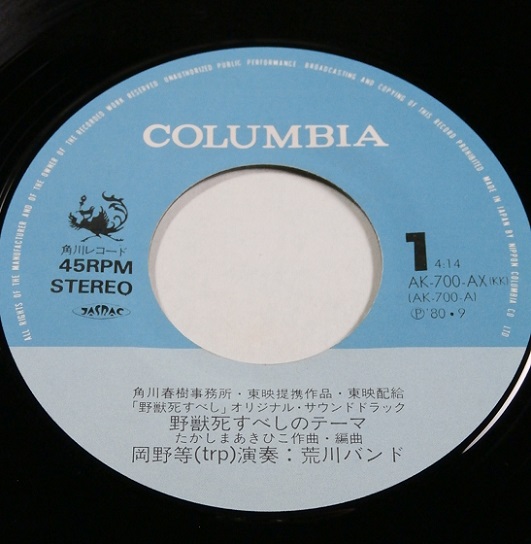 ALL RIGHTS OF THE MANUFACTURER AND OF THE OWNER OF THE RECORDED WORK RESERVED UNAUTHORIZED PUBLIC PERFORMANCE BROADCASTING AND COPYING OF THIS RECORD PROHIBITED MADE IN JAPAN BY NIPPON COLUMBIA CO LTD
COLUMBIA
角川レコード
45RPM
STEREO
JASRAC
1
4:14
AK-700-AX(KK)
(AK-700-A)
Ⓟ'80・9
角川春樹事務所・東映提携作品・東映配給
「野獣死すべし」オリジナル・サウンドトラック
野獣死すべしのテーマ
たかしまあきひこ作曲・編曲
岡野等(trp)演奏：荒川バンド